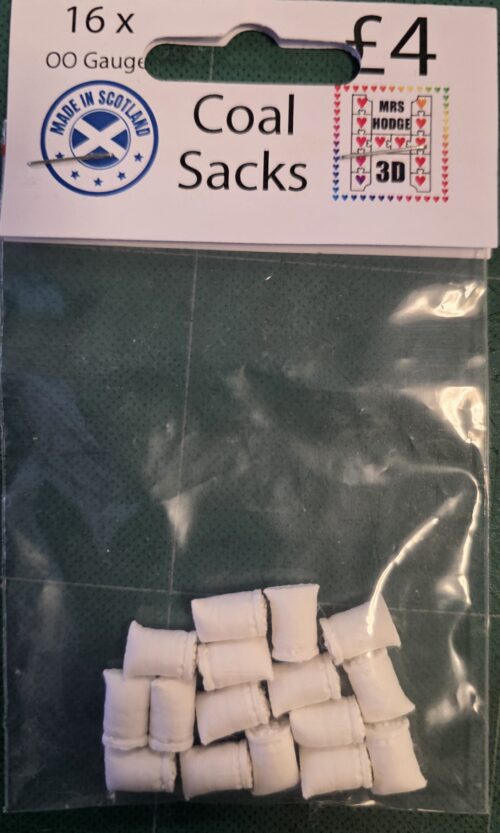 16 x
£4
OO Gauge
MADE IN SCOTLAND
Coal
Sacks
MRS
HODGE
3D